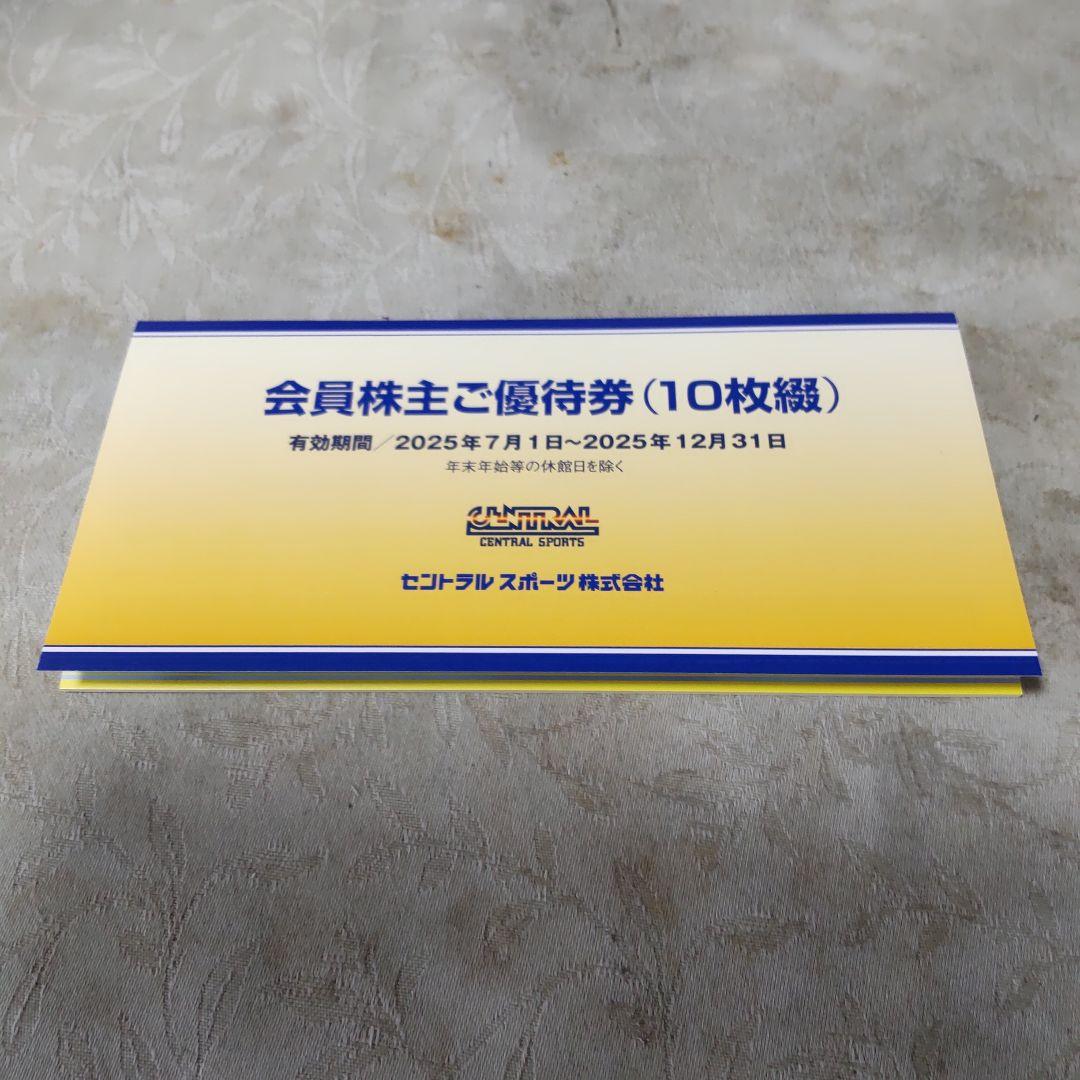 会員株主ご優待券(10枚綴)
有効期間／2025年7月1日～2025年12月31日
年末年始等の休館日を除く
CENTRAL
CENTRAL SPORTS
セントラルスポーツ株式会社